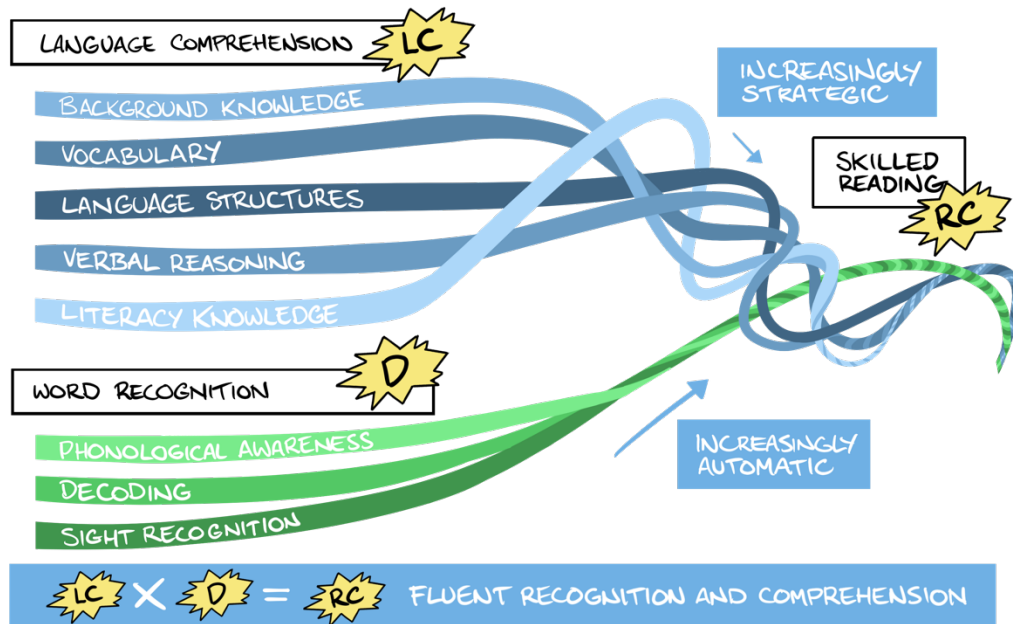 LANGUAGE COMPREHENSION LC
BACKGROUND KNOWLEDGE
VOCABULARY
LANGUAGE STRUCTURES
VERBAL REASONING
LITERACY KNOWLEDGE
INCREASINGLY
STRATEGIC
SKILLED
READING
RC
WORD RECOGNITION D
PHONOLOGICAL AWARENESS
DECODING
SIGHT RECOGNITION
INCREASINGLY
AUTOMATIC
LC × D = RC FLUENT RECOGNITION AND COMPREHENSION